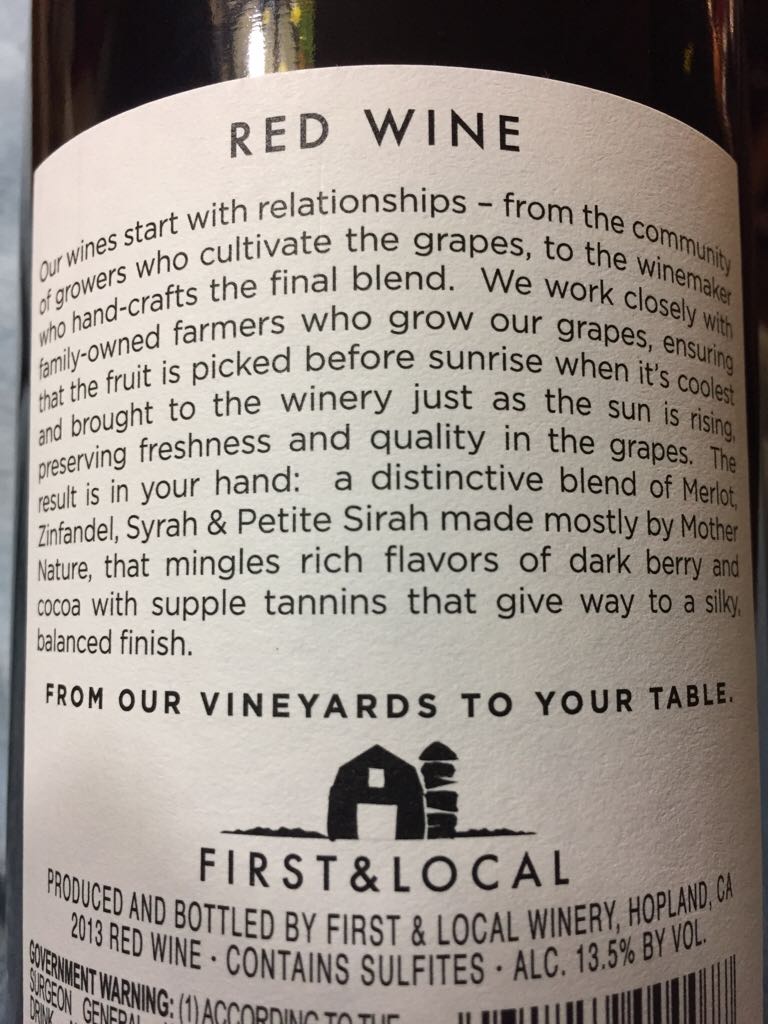 RED WINE
Our wines start with relationships – from the community
of growers who cultivate the grapes, to the winemaker
who hand-crafts the final blend. We work closely with
family-owned farmers who grow our grapes, ensuring
that the fruit is picked before sunrise when it's coolest
and brought to the winery just as the sun is rising,
preserving freshness and quality in the grapes. The
result is in your hand: a distinctive blend of Merlot,
Zinfandel, Syrah & Petite Sirah made mostly by Mother
Nature, that mingles rich flavors of dark berry and
cocoa with supple tannins that give way to a silky,
balanced finish.
FROM OUR VINEYARDS TO YOUR TABLE.
FIRST&LOCAL
PRODUCED AND BOTTLED BY FIRST & LOCAL WINERY, HOPLAND, CA
2013 RED WINE · CONTAINS SULFITES · ALC. 13.5% BY VOL.
GOVERNMENT WARNING: (1) ACCORDING TO THE
SURGEON GENERAL
DRINK